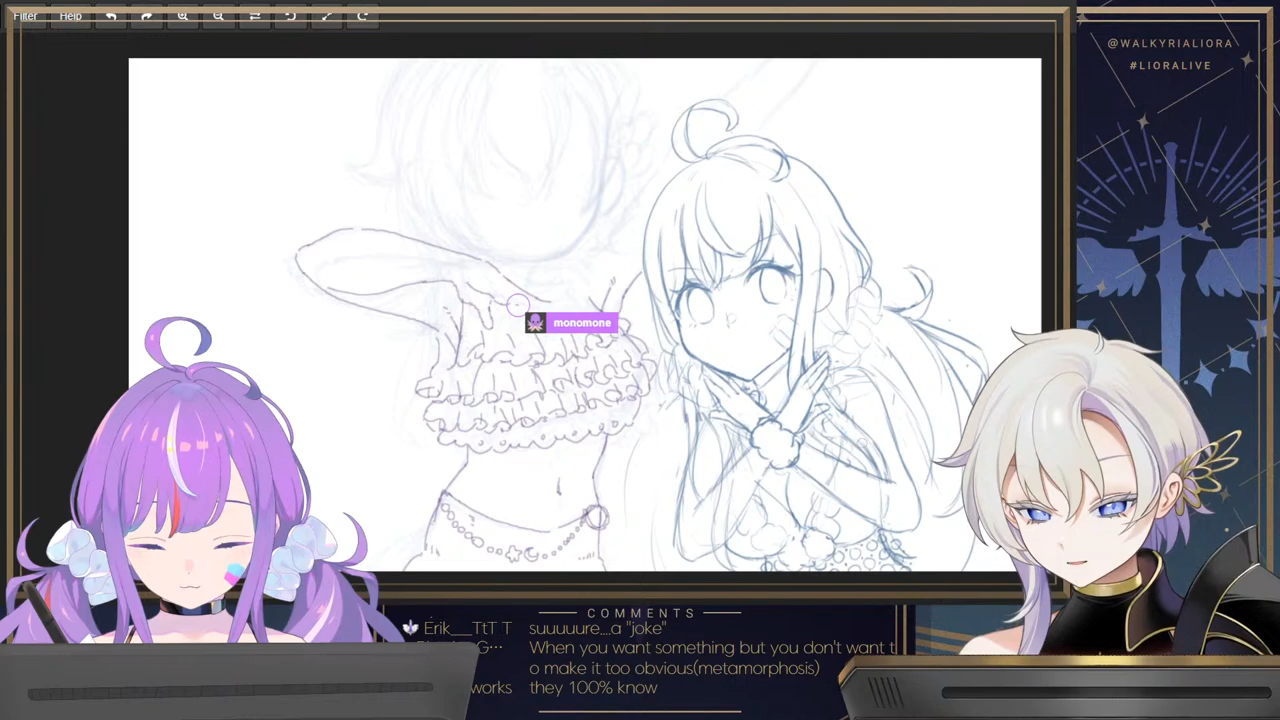 Filter Help
@WALKYRIALIORA
#LIORALIVE
monomone
COMMENTS
Erik__TtT T suuuuure....a "joke"
G… When you want something but you don't want t
o make it too obvious(metamorphosis)
works they 100% know